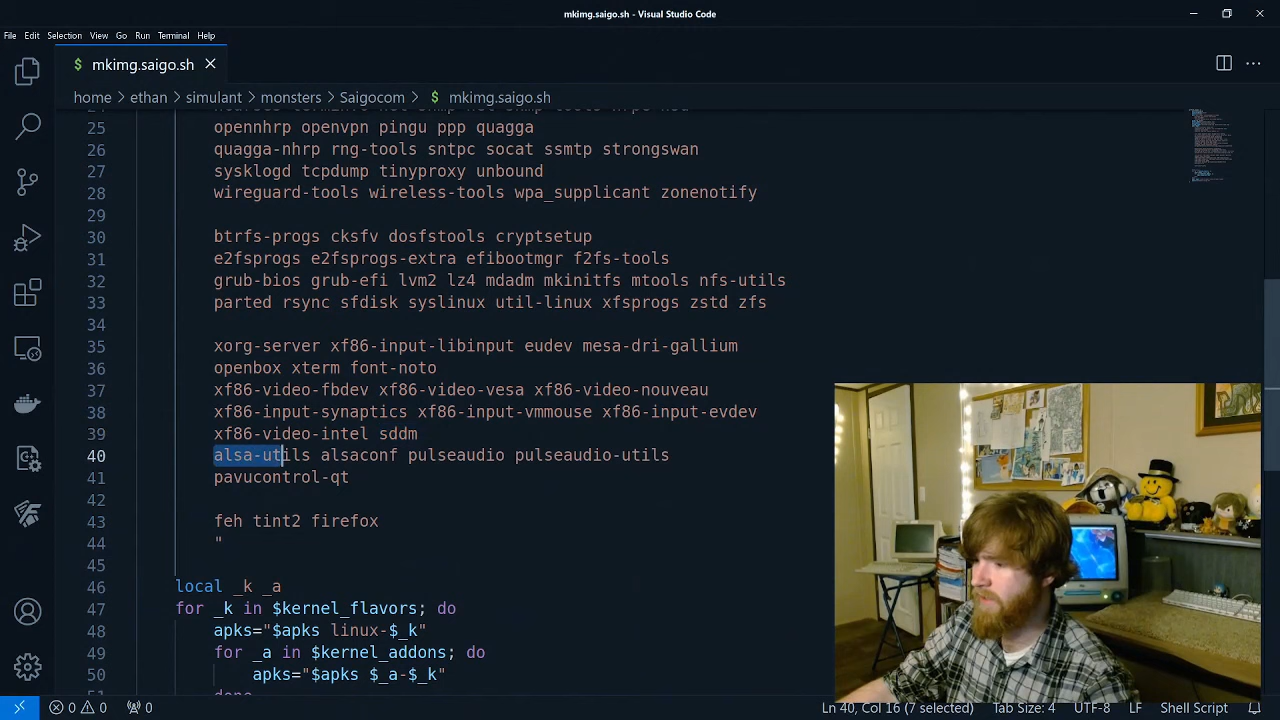 mkimg.saigo.sh - Visual Studio Code
File Edit Selection View Go Run Terminal Help
$ mkimg.saigo.sh
home > ethan > simulant > monsters > Saigocom > $ mkimg.saigo.sh
25 opennhrp openvpn pingu ppp quagga
26 quagga-nhrp rng-tools sntpc socat ssmtp strongswan
27 sysklogd tcpdump tinyproxy unbound
28 wireguard-tools wireless-tools wpa_supplicant zonenotify
29
30 btrfs-progs cksfv dosfstools cryptsetup
31 e2fsprogs e2fsprogs-extra efibootmgr f2fs-tools
32 grub-bios grub-efi lvm2 lz4 mdadm mkinitfs mtools nfs-utils
33 parted rsync sfdisk syslinux util-linux xfsprogs zstd zfs
34
35 xorg-server xf86-input-libinput eudev mesa-dri-gallium
36 openbox xterm font-noto
37 xf86-video-fbdev xf86-video-vesa xf86-video-nouveau
38 xf86-input-synaptics xf86-input-vmmouse xf86-input-evdev
39 xf86-video-intel sddm
40 alsa-utils alsaconf pulseaudio pulseaudio-utils
41 pavucontrol-qt
42
43 feh tint2 firefox
44 "
45
46 local _k _a
47 for _k in $kernel_flavors; do
48 apks="$apks linux-$_k"
49 for _a in $kernel_addons; do
50 apks="$apks $_a-$_k"
51 done
0 0 0 Ln 40, Col 16 (7 selected) Tab Size: 4 UTF-8 LF Shell Script